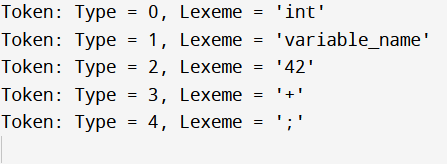 Token: Type = 0, Lexeme = 'int'
Token: Type = 1, Lexeme = 'variable_name'
Token: Type = 2, Lexeme = '42'
Token: Type = 3, Lexeme = '+'
Token: Type = 4, Lexeme = ';'